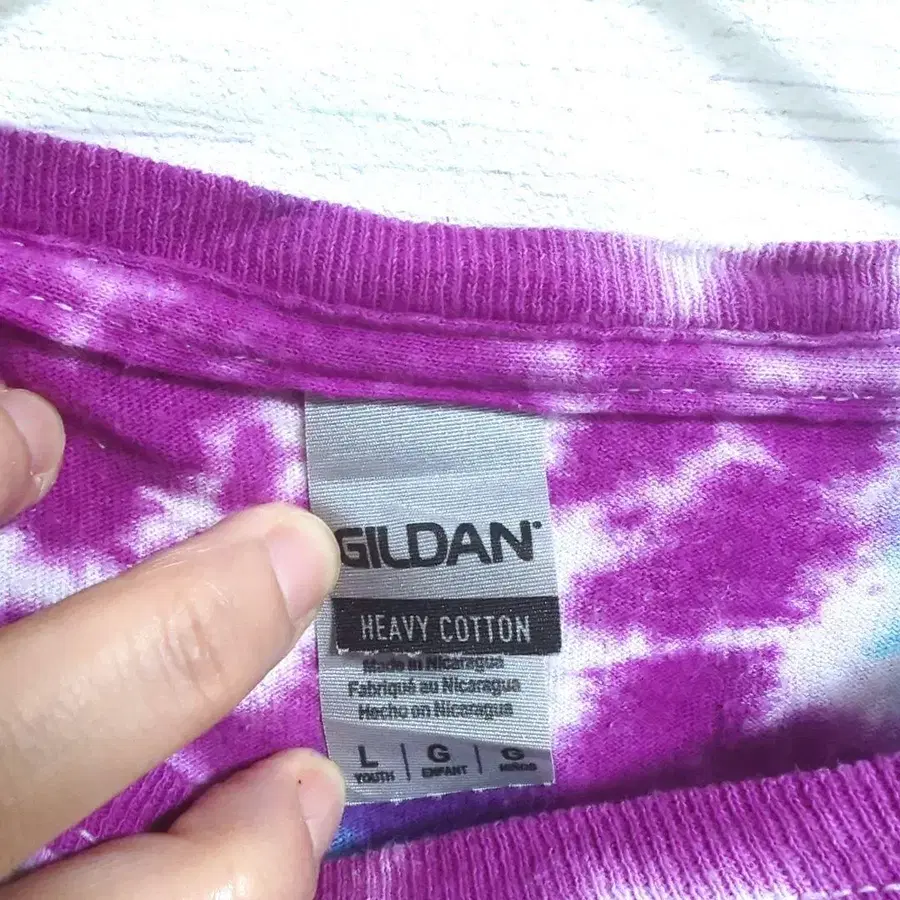 GILDAN
HEAVY COTTON
Made in Nicaragua
Fabriqué au Nicaragua
Hecho en Nicaragua
L | G | G
YOUTH ENFANT NIÑOS